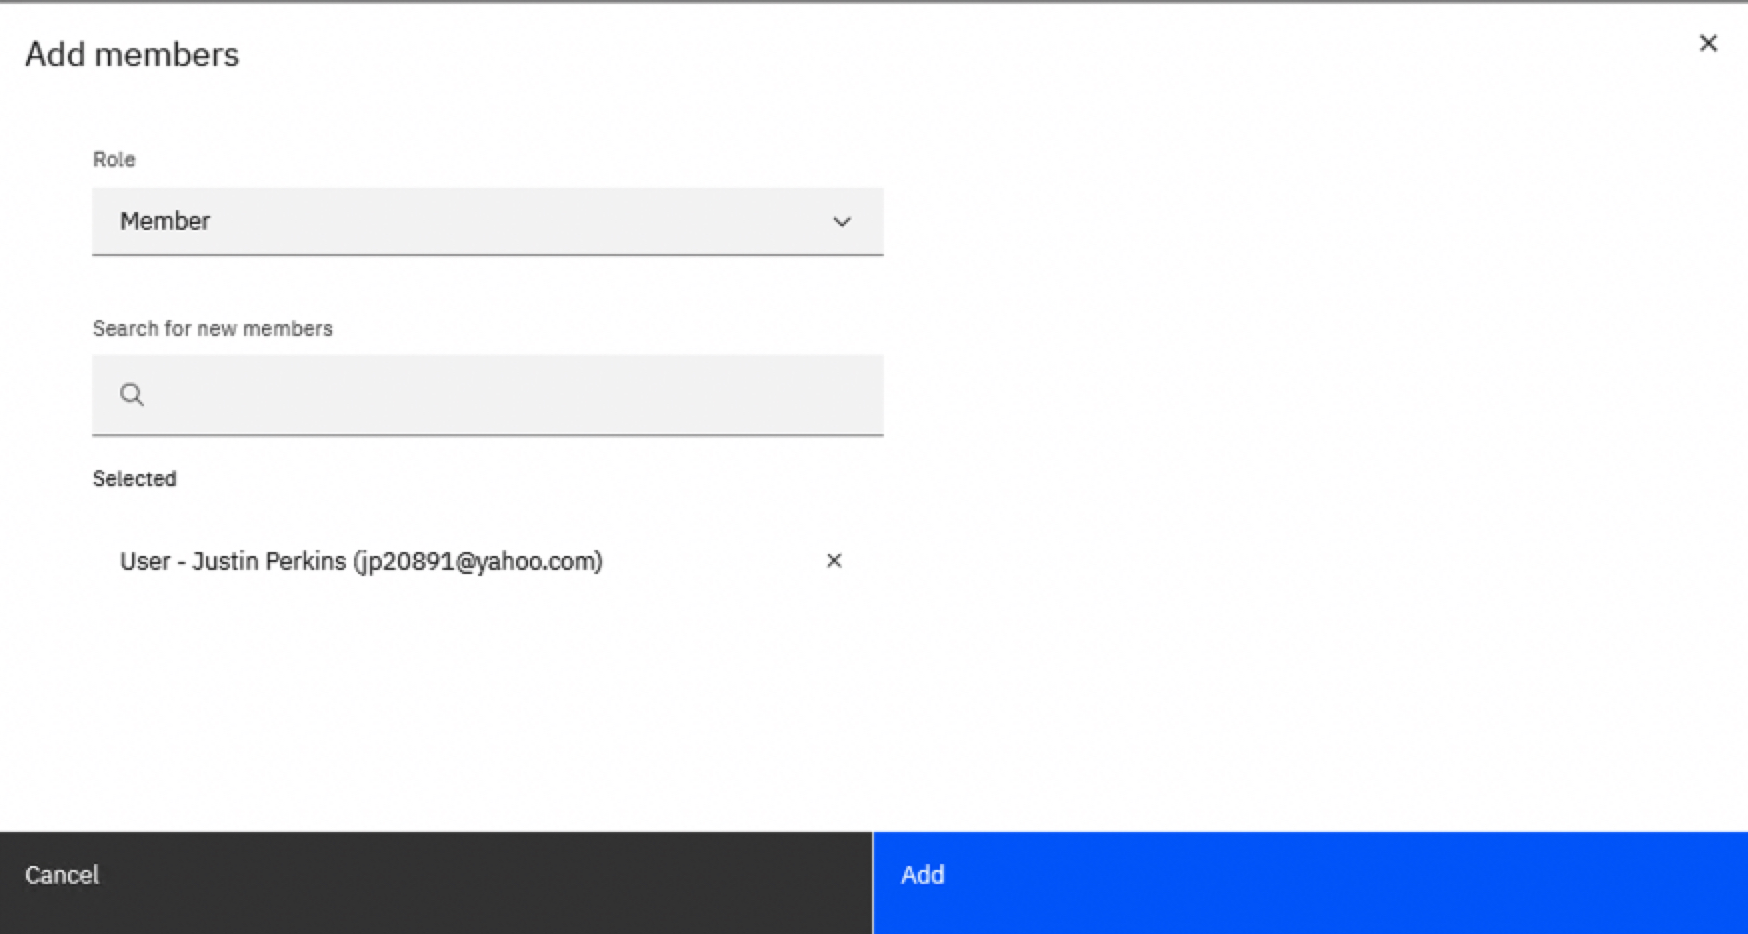 Add members
Role
Member
Search for new members
Selected
User - Justin Perkins (jp20891@yahoo.com)
Cancel
Add